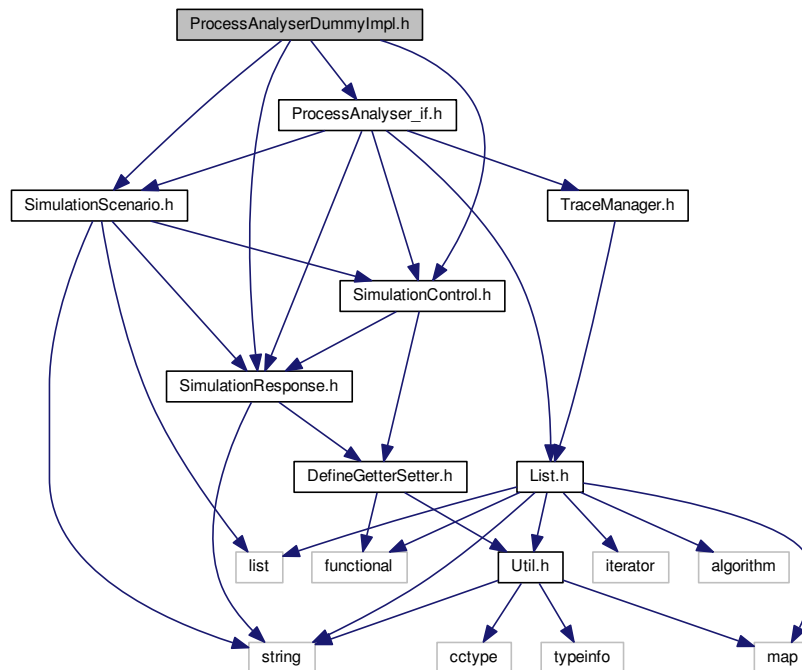 ProcessAnalyserDummyImpl.h
ProcessAnalyser_if.h
SimulationScenario.h
TraceManager.h
SimulationControl.h
SimulationResponse.h
DefineGetterSetter.h
List.h
list
functional
Util.h
iterator
algorithm
string
cctype
typeinfo
map